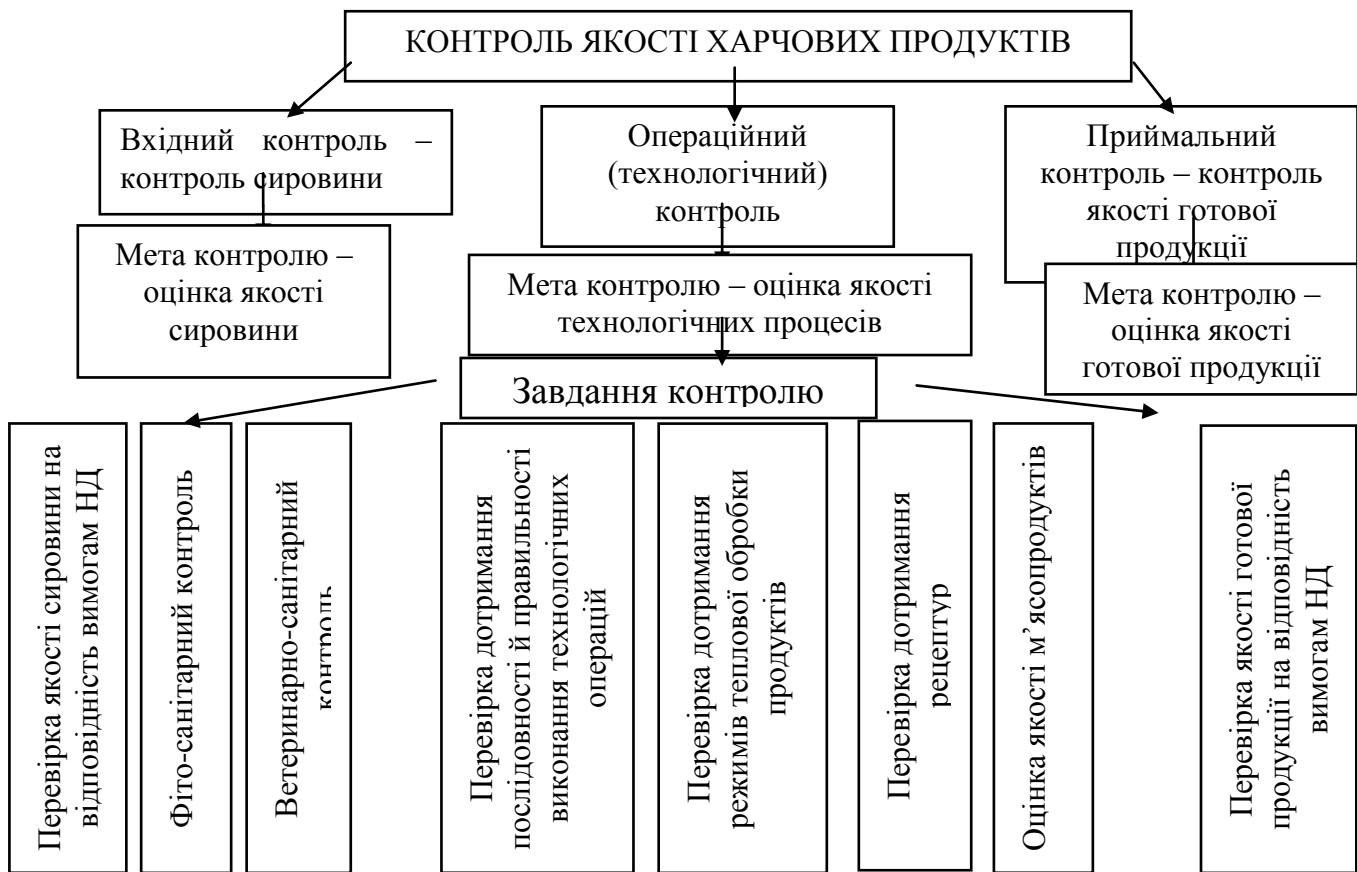 КОНТРОЛЬ ЯКОСТІ ХАРЧОВИХ ПРОДУКТІВ
Вхідний контроль –
контроль сировини
Операційний
(технологічний)
контроль
Приймальний
контроль – контроль
якості готової
продукції
Мета контролю –
оцінка якості
сировини
Мета контролю – оцінка якості
технологічних процесів
Мета контролю –
оцінка якості
готової продукції
Завдання контролю
Перевірка якості сировини на
відповідність вимогам НД
Фіто-санітарний контроль
Ветеринарно-санітарний
контроль
Перевірка дотримання
послідовності й правильності
виконання технологічних
операцій
Перевірка дотримання
режимів теплової обробки
продуктів
Перевірка дотримання
рецептур
Оцінка якості м’ясопродуктів
Перевірка якості готової
продукції на відповідність
вимогам НД